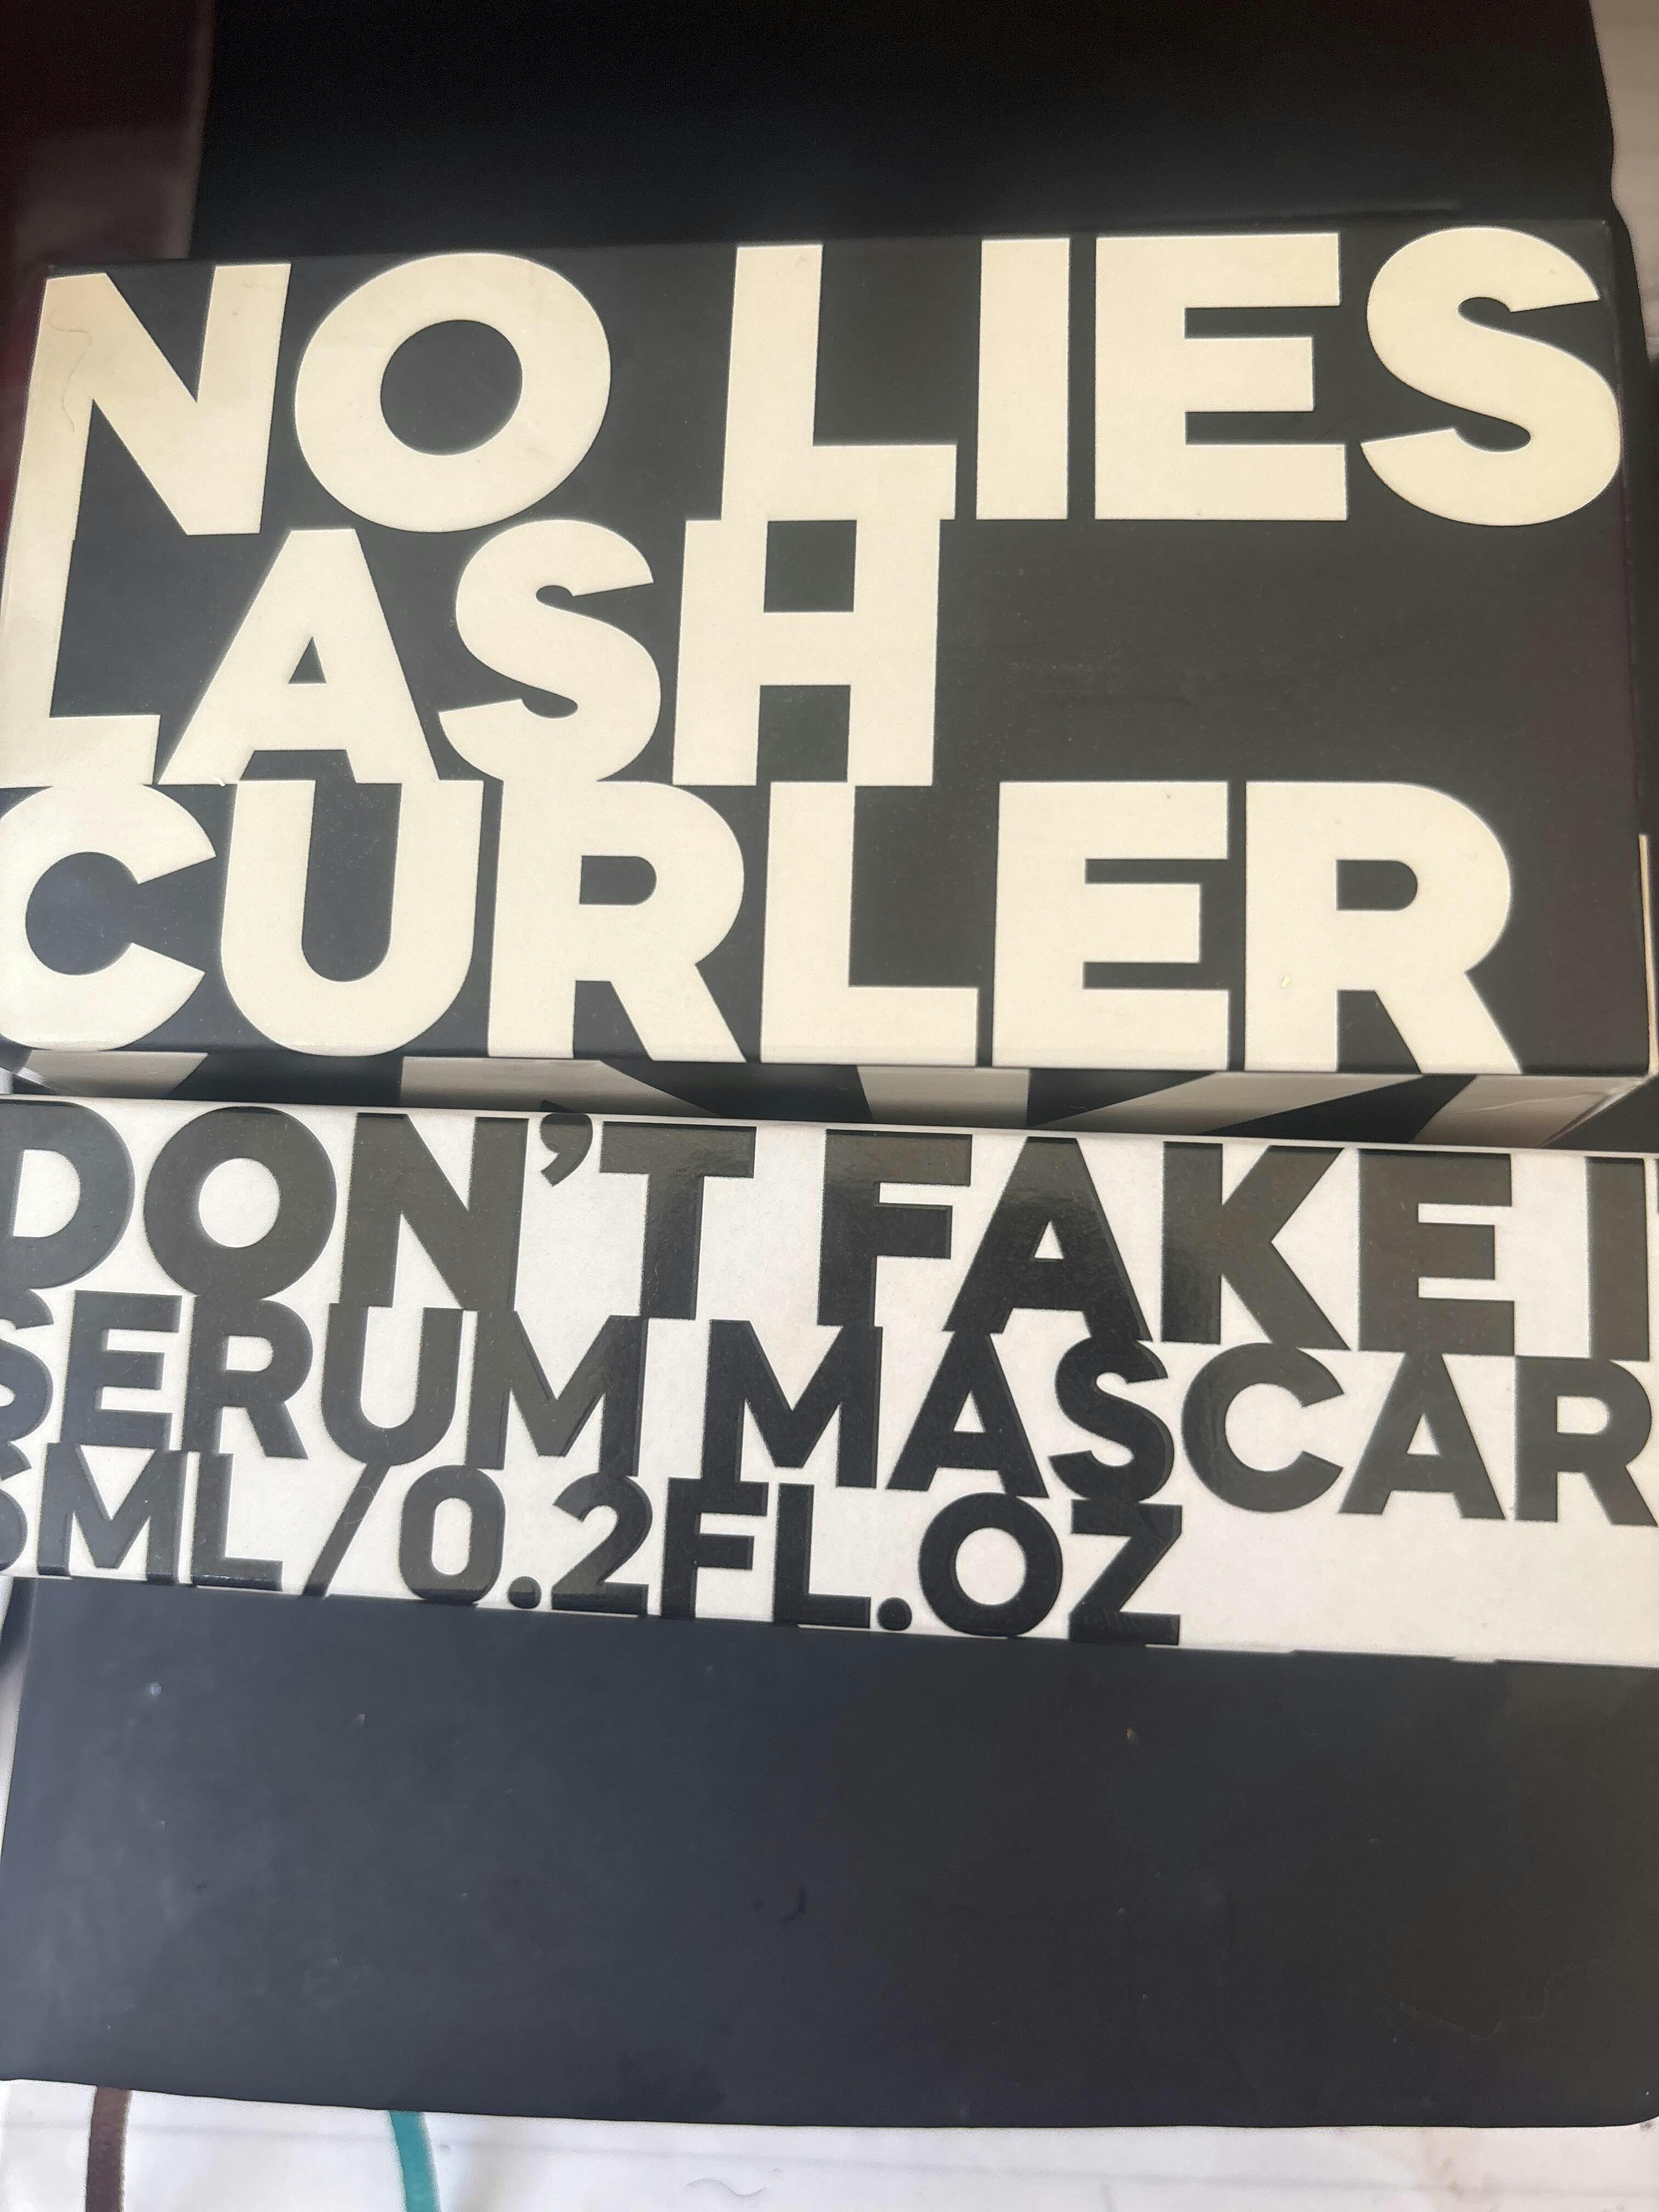 NO LIES
LASH
CURLER
DON'T FAKE I
SERUM MASCAR
ML/0.2FL.OZ